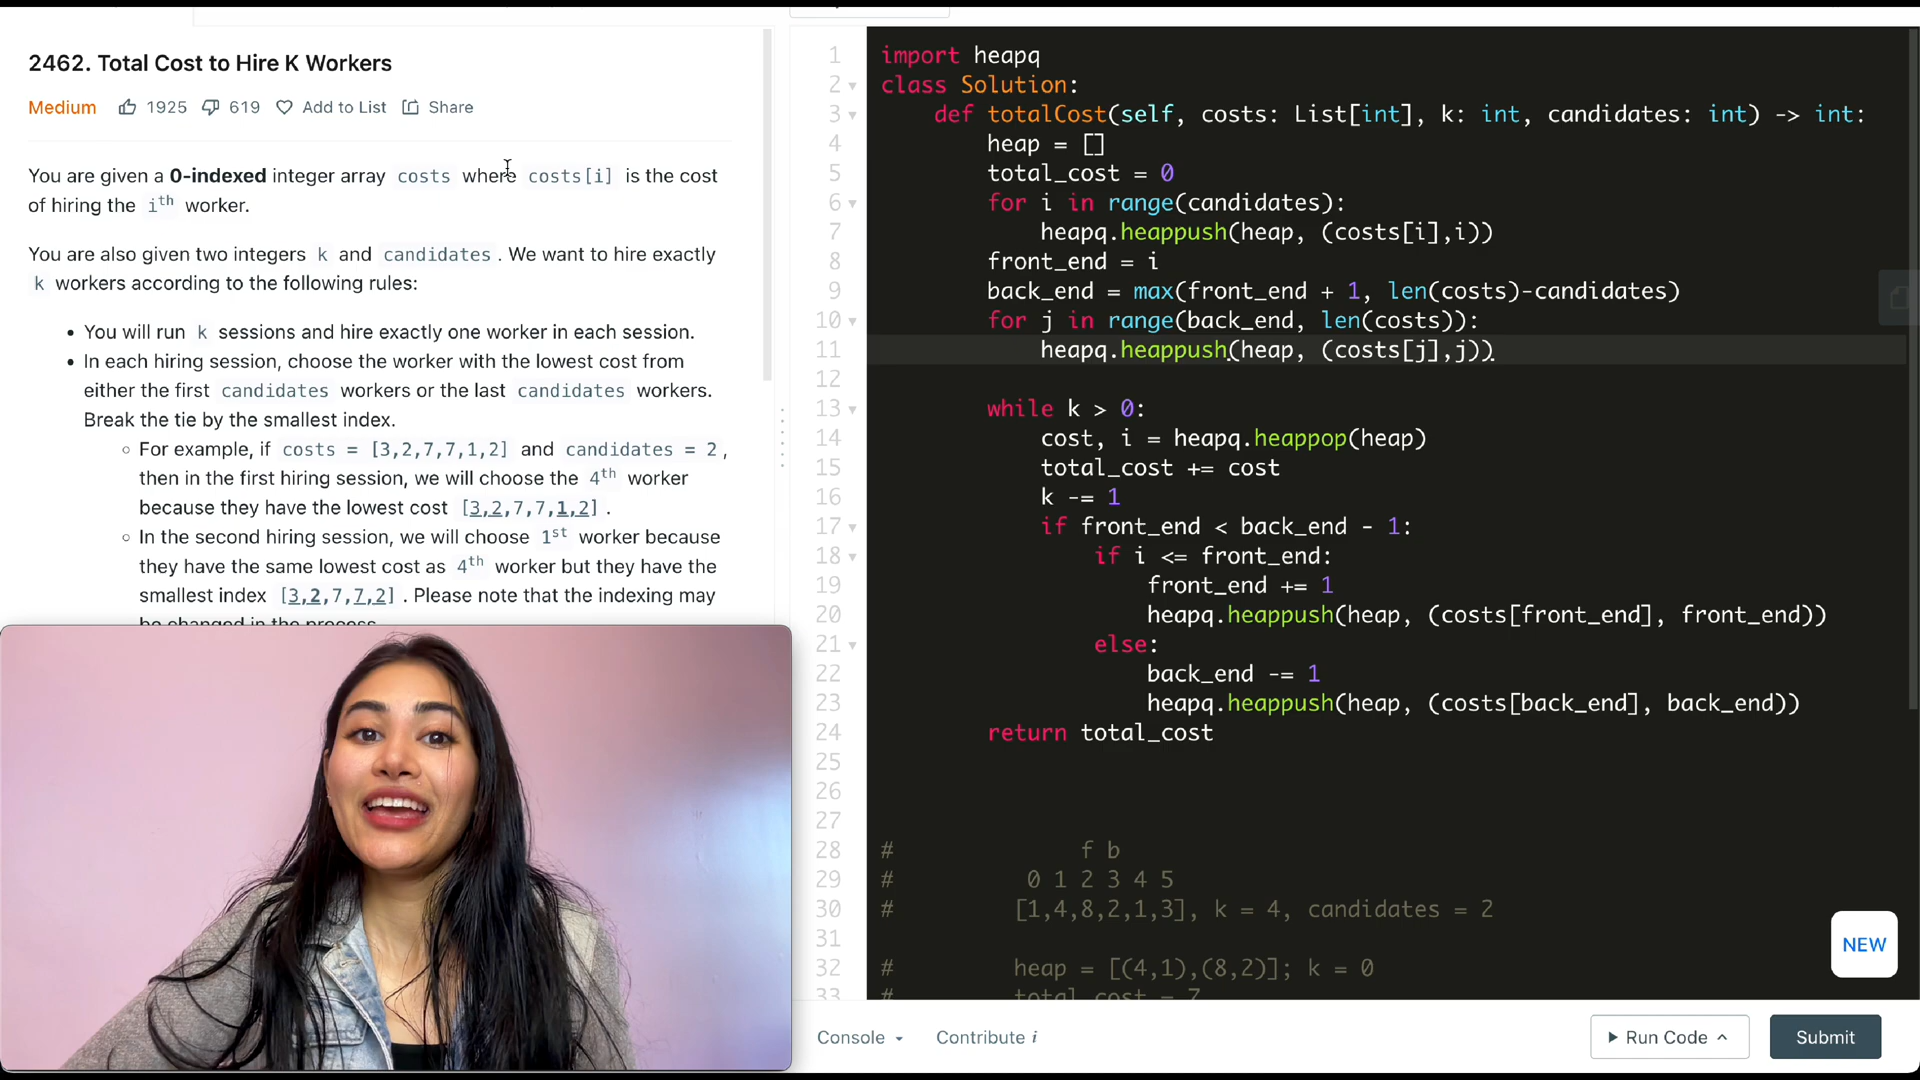 2462. Total Cost to Hire K Workers
Medium 1925 619 Add to List Share
You are given a 0-indexed integer array costs where costs[i] is the cost
of hiring the ith worker.
You are also given two integers k and candidates. We want to hire exactly
k workers according to the following rules:
• You will run k sessions and hire exactly one worker in each session.
• In each hiring session, choose the worker with the lowest cost from
either the first candidates workers or the last candidates workers.
Break the tie by the smallest index.
◦ For example, if costs = [3,2,7,7,1,2] and candidates = 2,
then in the first hiring session, we will choose the 4th worker
because they have the lowest cost [3,2,7,7,1,2].
◦ In the second hiring session, we will choose 1st worker because
they have the same lowest cost as 4th worker but they have the
smallest index [3,2,7,7,2]. Please note that the indexing may
be changed in the process.
1 import heapq
2 class Solution:
3 def totalCost(self, costs: List[int], k: int, candidates: int) -> int:
4 heap = []
5 total_cost = 0
6 for i in range(candidates):
7 heapq.heappush(heap, (costs[i],i))
8 front_end = i
9 back_end = max(front_end + 1, len(costs)-candidates)
10 for j in range(back_end, len(costs)):
11 heapq.heappush(heap, (costs[j],j))
12
13 while k > 0:
14 cost, i = heapq.heappop(heap)
15 total_cost += cost
16 k -= 1
17 if front_end < back_end - 1:
18 if i <= front_end:
19 front_end += 1
20 heapq.heappush(heap, (costs[front_end], front_end))
21 else:
22 back_end -= 1
23 heapq.heappush(heap, (costs[back_end], back_end))
24 return total_cost
25
26
27
28 # f b
29 # 0 1 2 3 4 5
30 # [1,4,8,2,1,3], k = 4, candidates = 2
31
32 # heap = [(4,1),(8,2)]; k = 0
33 # total_cost = 7
NEW
Console Contribute i Run Code Submit